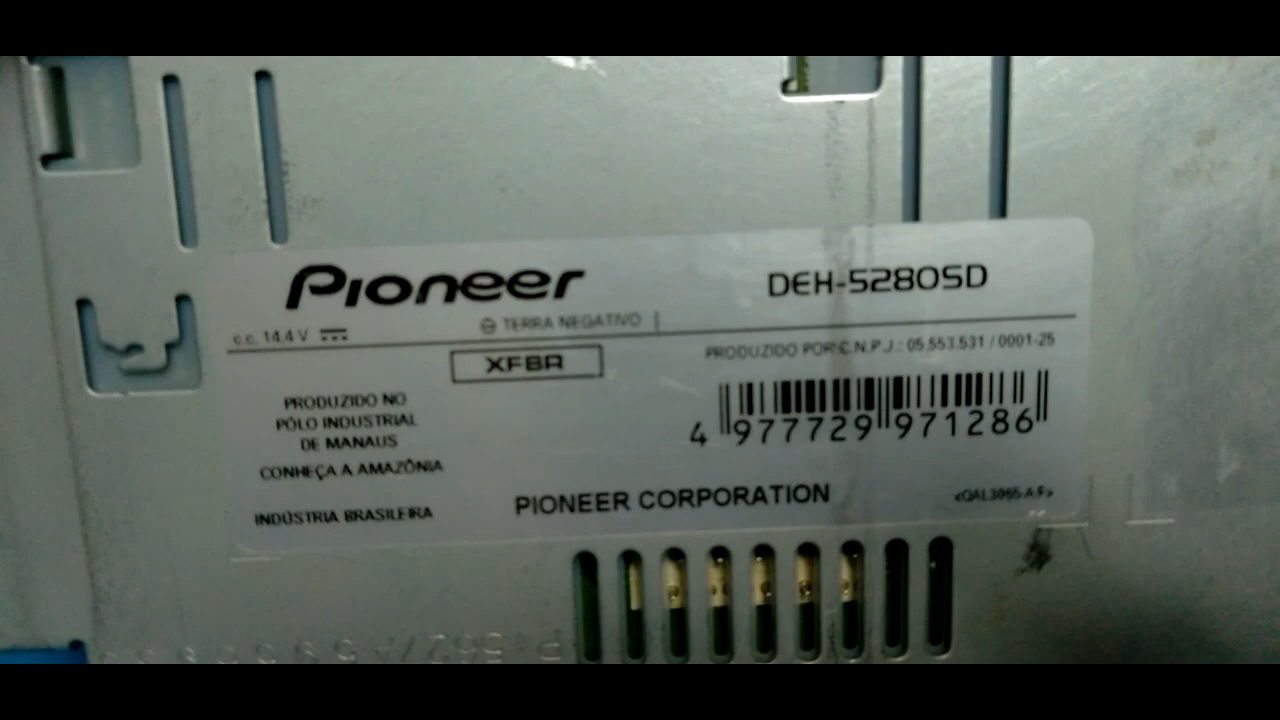 Pioneer
DEH-5280SD
c.c. 14,4 V
TERRA NEGATIVO
XFBR
PRODUZIDO POR C.N.P.J.: 05.553.531 / 0001-25
PRODUZIDO NO
PÓLO INDUSTRIAL
DE MANAUS
CONHEÇA A AMAZÔNIA
INDÚSTRIA BRASILEIRA
4 977729 971286
PIONEER CORPORATION